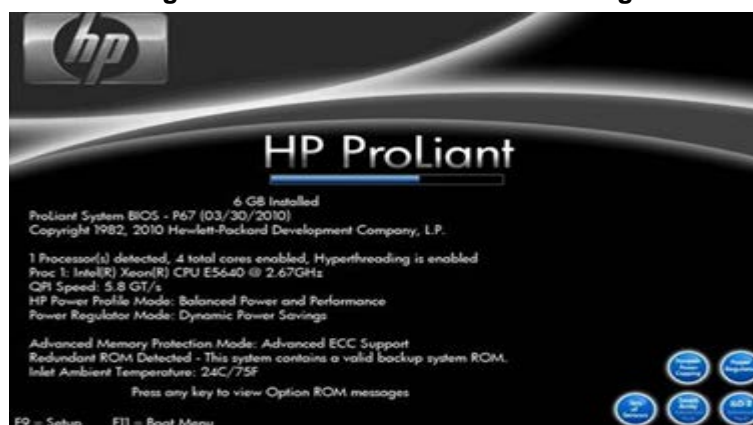 hp
HP ProLiant
6 GB Installed
ProLiant System BIOS - P67 (03/30/2010)
Copyright 1982, 2010 Hewlett-Packard Development Company, L.P.
1 Processor(s) detected, 4 total cores enabled, Hyperthreading is enabled
Proc 1: Intel(R) Xeon(R) CPU E5640 @ 2.67GHz
QPI Speed: 5.8 GT/s
HP Power Profile Mode: Balanced Power and Performance
Power Regulator Mode: Dynamic Power Savings
Advanced Memory Protection Mode: Advanced ECC Support
Redundant ROM Detected - This system contains a valid backup system ROM.
Inlet Ambient Temperature: 24C/75F
Press any key to view Option ROM messages
Power
Capping
F9 = Setup F11 = Boot Menu